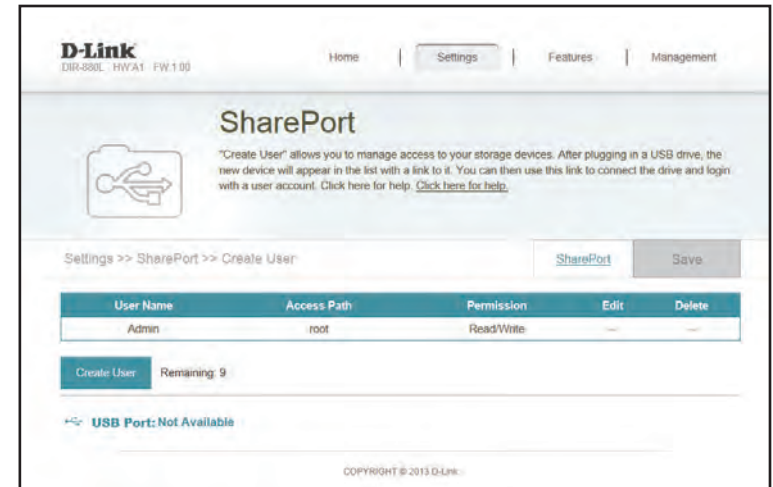 D-Link
DIR-880L HW:A1 FW:1.00
Home | Settings | Features | Management
SharePort
"Create User" allows you to manage access to your storage devices. After plugging in a USB drive, the
new device will appear in the list with a link to it. You can then use this link to connect the drive and login
with a user account. Click here for help. Click here for help.
Settings >> SharePort >> Create User SharePort Save
User Name Access Path Permission Edit Delete
Admin root Read/Write --- ---
Create User Remaining: 9
USB Port: Not Available
COPYRIGHT © 2013 D-Link